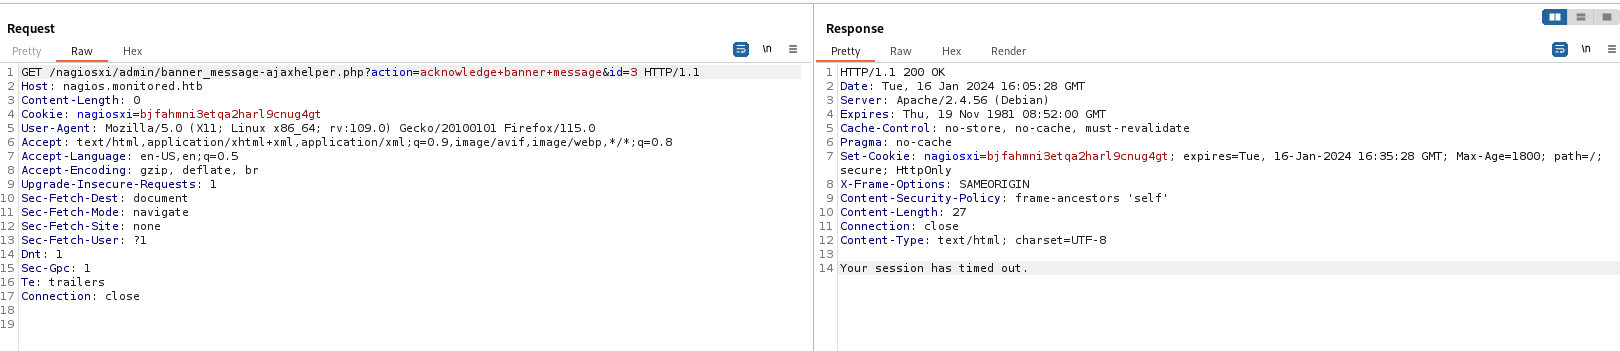 Request
Pretty Raw Hex
\n
1 GET /nagiosxi/admin/banner_message-ajaxhelper.php?action=acknowledge+banner+message&id=3 HTTP/1.1
2 Host: nagios.monitored.htb
3 Content-Length: 0
4 Cookie: nagiosxi=bjfahmni3etqa2harl9cnug4gt
5 User-Agent: Mozilla/5.0 (X11; Linux x86_64; rv:109.0) Gecko/20100101 Firefox/115.0
6 Accept: text/html,application/xhtml+xml,application/xml;q=0.9,image/avif,image/webp,*/*;q=0.8
7 Accept-Language: en-US,en;q=0.5
8 Accept-Encoding: gzip, deflate, br
9 Upgrade-Insecure-Requests: 1
10 Sec-Fetch-Dest: document
11 Sec-Fetch-Mode: navigate
12 Sec-Fetch-Site: none
13 Sec-Fetch-User: ?1
14 Dnt: 1
15 Sec-Gpc: 1
16 Te: trailers
17 Connection: close
18
19
Response
Pretty Raw Hex Render
\n
1 HTTP/1.1 200 OK
2 Date: Tue, 16 Jan 2024 16:05:28 GMT
3 Server: Apache/2.4.56 (Debian)
4 Expires: Thu, 19 Nov 1981 08:52:00 GMT
5 Cache-Control: no-store, no-cache, must-revalidate
6 Pragma: no-cache
7 Set-Cookie: nagiosxi=bjfahmni3etqa2harl9cnug4gt; expires=Tue, 16-Jan-2024 16:35:28 GMT; Max-Age=1800; path=/;
secure; HttpOnly
8 X-Frame-Options: SAMEORIGIN
9 Content-Security-Policy: frame-ancestors 'self'
10 Content-Length: 27
11 Connection: close
12 Content-Type: text/html; charset=UTF-8
13
14 Your session has timed out.